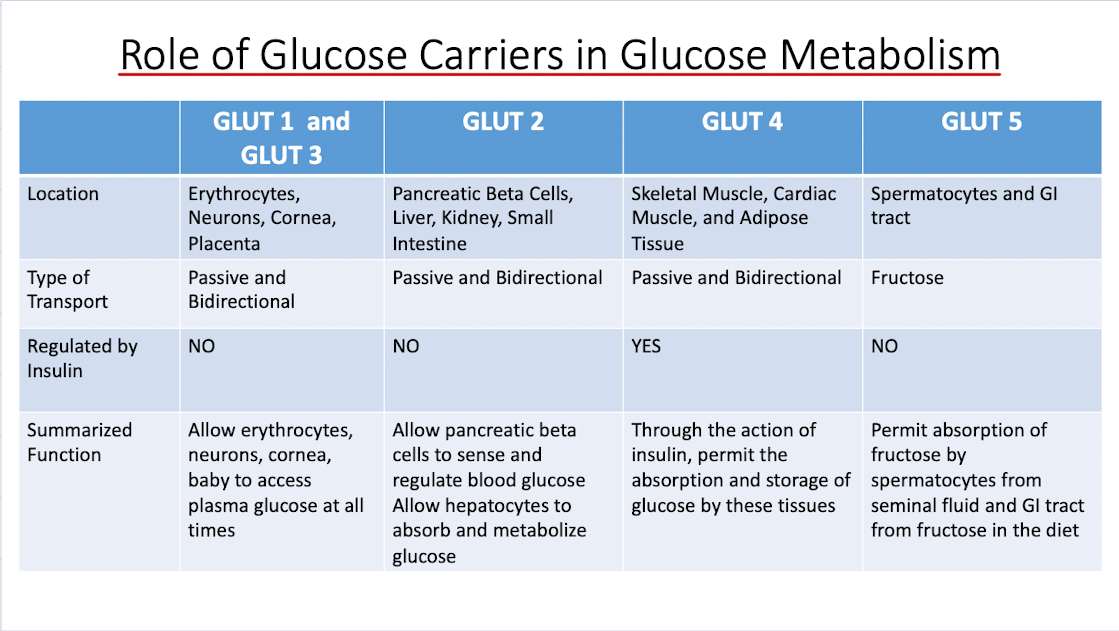 Role of Glucose Carriers in Glucose Metabolism
GLUT 1 and
GLUT 3
GLUT 2
GLUT 4
GLUT 5
Location
Erythrocytes,
Neurons, Cornea,
Placenta
Pancreatic Beta Cells,
Liver, Kidney, Small
Intestine
Skeletal Muscle, Cardiac
Muscle, and Adipose
Tissue
Spermatocytes and GI
tract
Type of
Transport
Passive and
Bidirectional
Passive and Bidirectional
Passive and Bidirectional
Fructose
Regulated by
Insulin
NO
NO
YES
NO
Summarized
Function
Allow erythrocytes,
neurons, cornea,
baby to access
plasma glucose at all
times
Allow pancreatic beta
cells to sense and
regulate blood glucose
Allow hepatocytes to
absorb and metabolize
glucose
Through the action of
insulin, permit the
absorption and storage of
glucose by these tissues
Permit absorption of
fructose by
spermatocytes from
seminal fluid and GI tract
from fructose in the diet